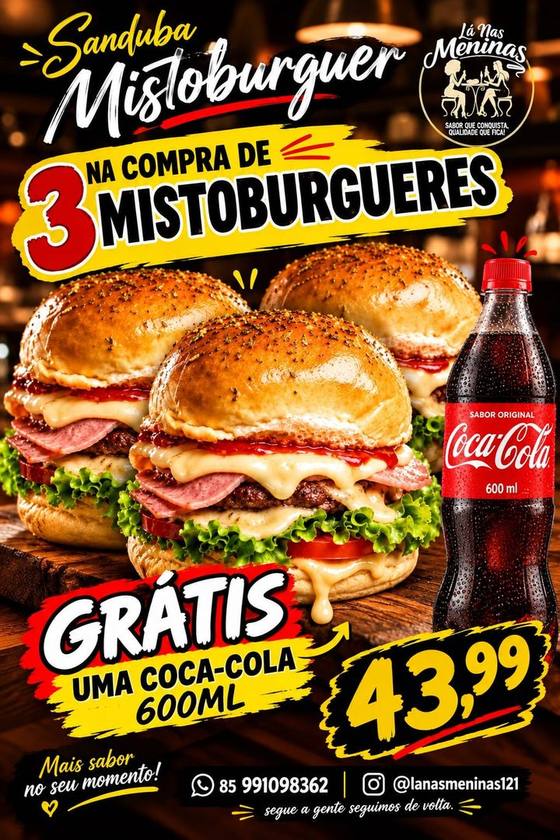 Sanduba
Mistoburguer
Lá Nas
Meninas
SABOR QUE CONQUISTA,
QUALIDADE QUE FICA!
NA COMPRA DE
3 MISTOBURGUERES
SABOR ORIGINAL
Coca-Cola
600 ml
GRÁTIS
UMA COCA-COLA
600ML
43,99
Mais sabor
no seu momento!
85 991098362
@lanasmeninas121
segue a gente seguimos de volta.